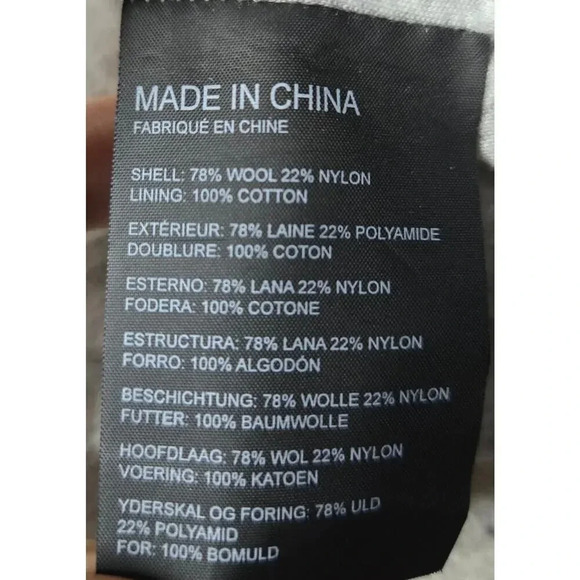 MADE IN CHINA
FABRIQUÉ EN CHINE
SHELL: 78% WOOL 22% NYLON
LINING: 100% COTTON
EXTÉRIEUR: 78% LAINE 22% POLYAMIDE
DOUBLURE: 100% COTON
ESTERNO: 78% LANA 22% NYLON
FODERA: 100% COTONE
ESTRUCTURA: 78% LANA 22% NYLON
FORRO: 100% ALGODÓN
BESCHICHTUNG: 78% WOLLE 22% NYLON
FUTTER: 100% BAUMWOLLE
HOOFDLAAG: 78% WOL 22% NYLON
VOERING: 100% KATOEN
YDERSKAL OG FORING: 78% ULD
22% POLYAMID
FOR: 100% BOMULD